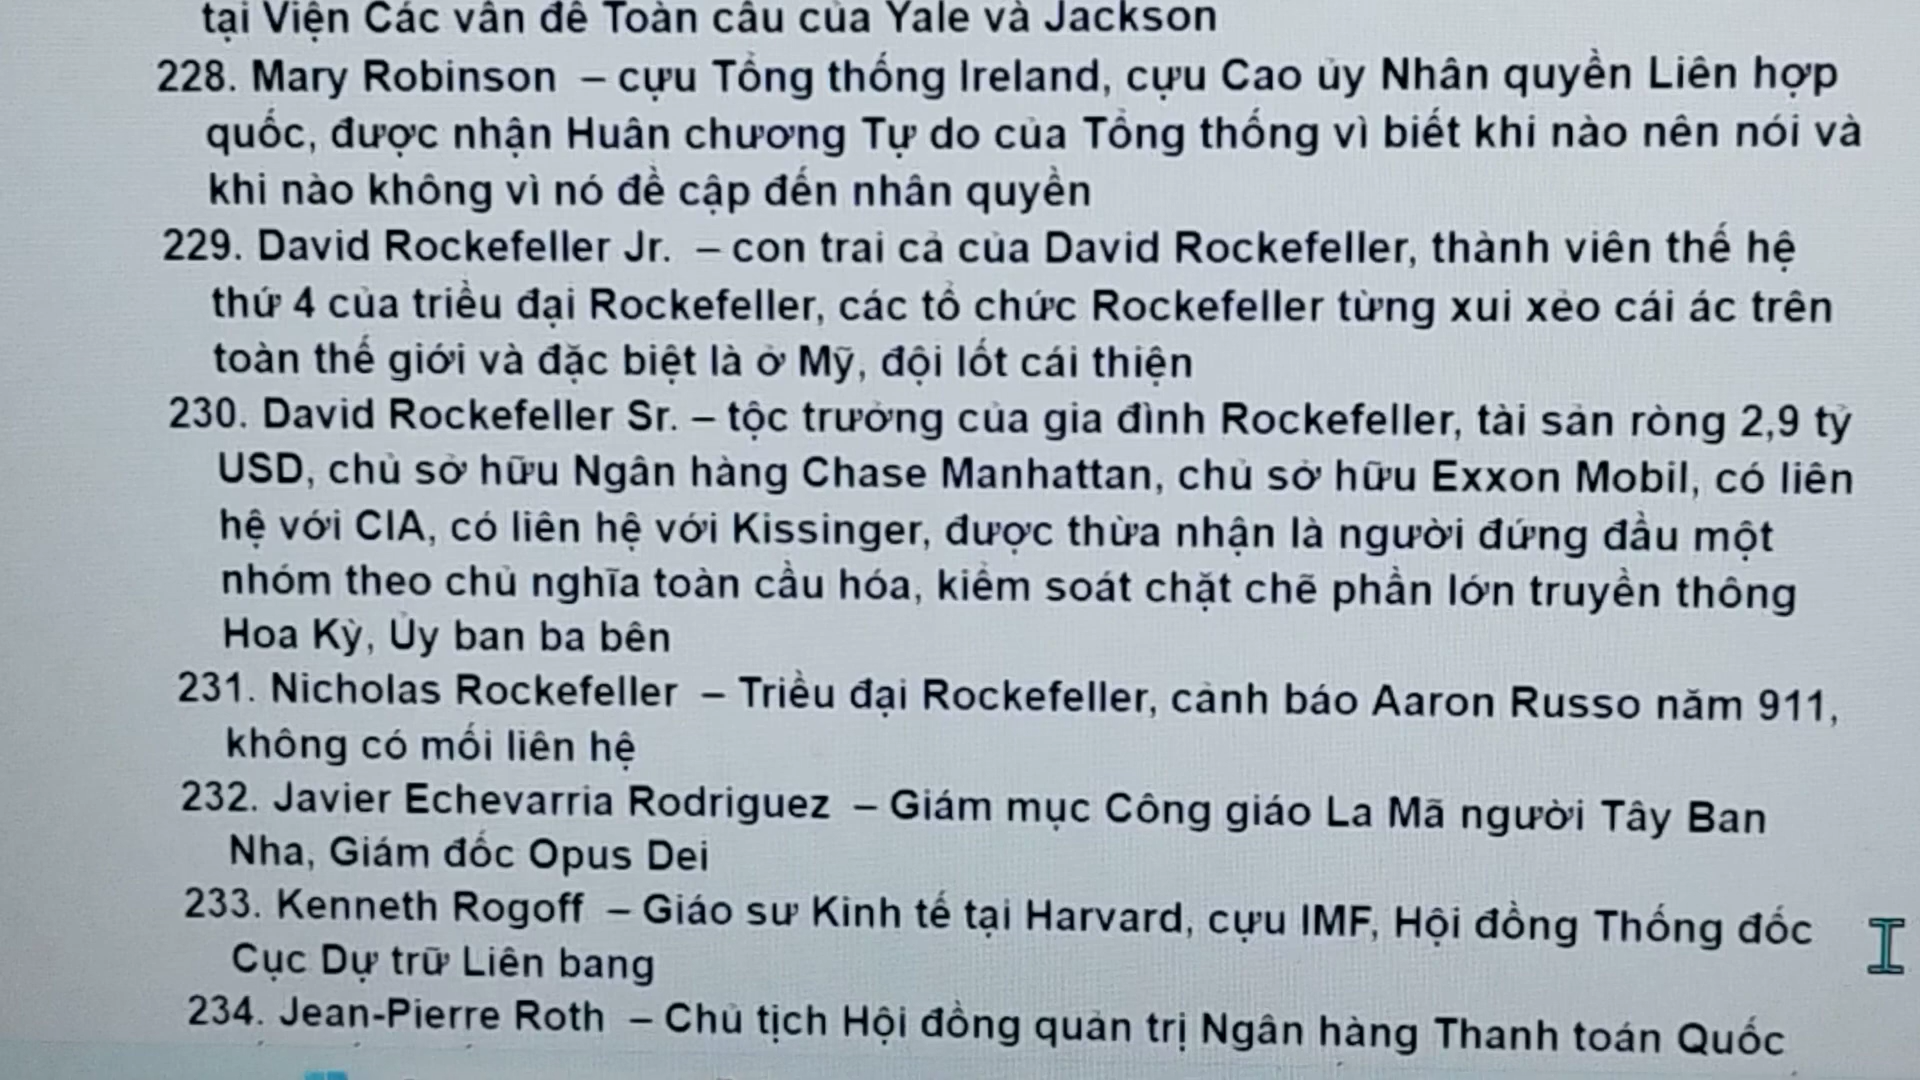 tại Viện Các vấn đề Toàn cầu của Yale và Jackson
228. Mary Robinson – cựu Tổng thống Ireland, cựu Cao ủy Nhân quyền Liên hợp
quốc, được nhận Huân chương Tự do của Tổng thống vì biết khi nào nên nói và
khi nào không vì nó đề cập đến nhân quyền
229. David Rockefeller Jr. – con trai cả của David Rockefeller, thành viên thế hệ
thứ 4 của triều đại Rockefeller, các tổ chức Rockefeller từng xui xẻo cái ác trên
toàn thế giới và đặc biệt là ở Mỹ, đội lốt cái thiện
230. David Rockefeller Sr. – tộc trưởng của gia đình Rockefeller, tài sản ròng 2,9 tỷ
USD, chủ sở hữu Ngân hàng Chase Manhattan, chủ sở hữu Exxon Mobil, có liên
hệ với CIA, có liên hệ với Kissinger, được thừa nhận là người đứng đầu một
nhóm theo chủ nghĩa toàn cầu hóa, kiểm soát chặt chẽ phần lớn truyền thông
Hoa Kỳ, Ủy ban ba bên
231. Nicholas Rockefeller – Triều đại Rockefeller, cảnh báo Aaron Russo năm 911,
không có mối liên hệ
232. Javier Echevarria Rodriguez – Giám mục Công giáo La Mã người Tây Ban
Nha, Giám đốc Opus Dei
233. Kenneth Rogoff – Giáo sư Kinh tế tại Harvard, cựu IMF, Hội đồng Thống đốc
Cục Dự trữ Liên bang
234. Jean-Pierre Roth – Chủ tịch Hội đồng quản trị Ngân hàng Thanh toán Quốc